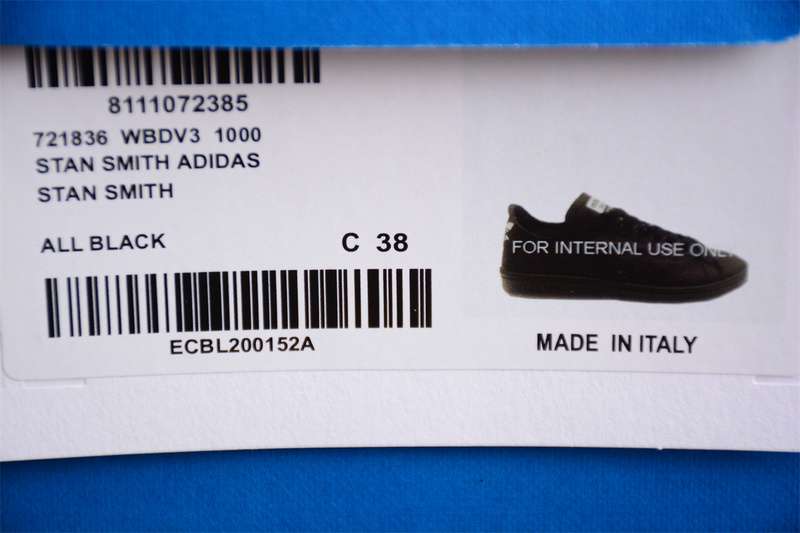 8111072385
721836 WBDV3 1000
STAN SMITH ADIDAS
STAN SMITH
ALL BLACK
C 38
FOR INTERNAL USE ONLY
ECBL200152A
MADE IN ITALY